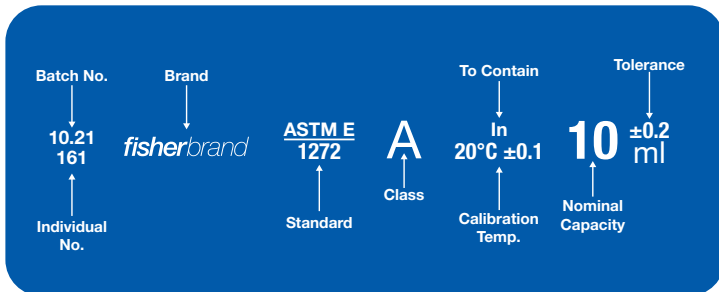 Batch No.
Brand
To Contain
Tolerance
10.21
161
fisherbrand
ASTM E
1272
A
In
20°C ±0.1
10
±0.2
ml
Individual
No.
Standard
Class
Calibration
Temp.
Nominal
Capacity